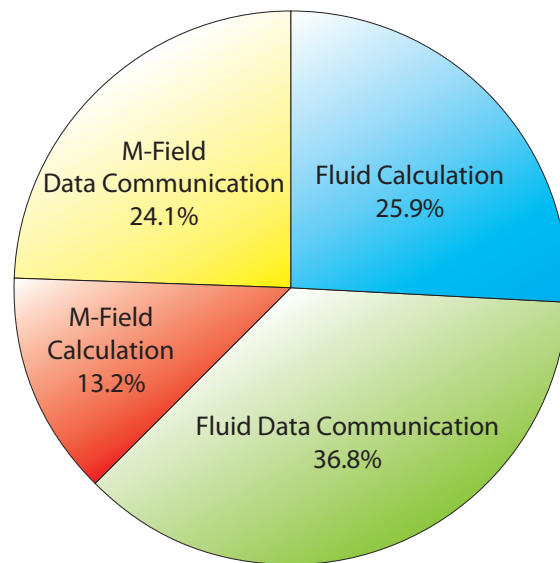 M-Field
Data Communication
24.1%
Fluid Calculation
25.9%
M-Field
Calculation
13.2%
Fluid Data Communication
36.8%